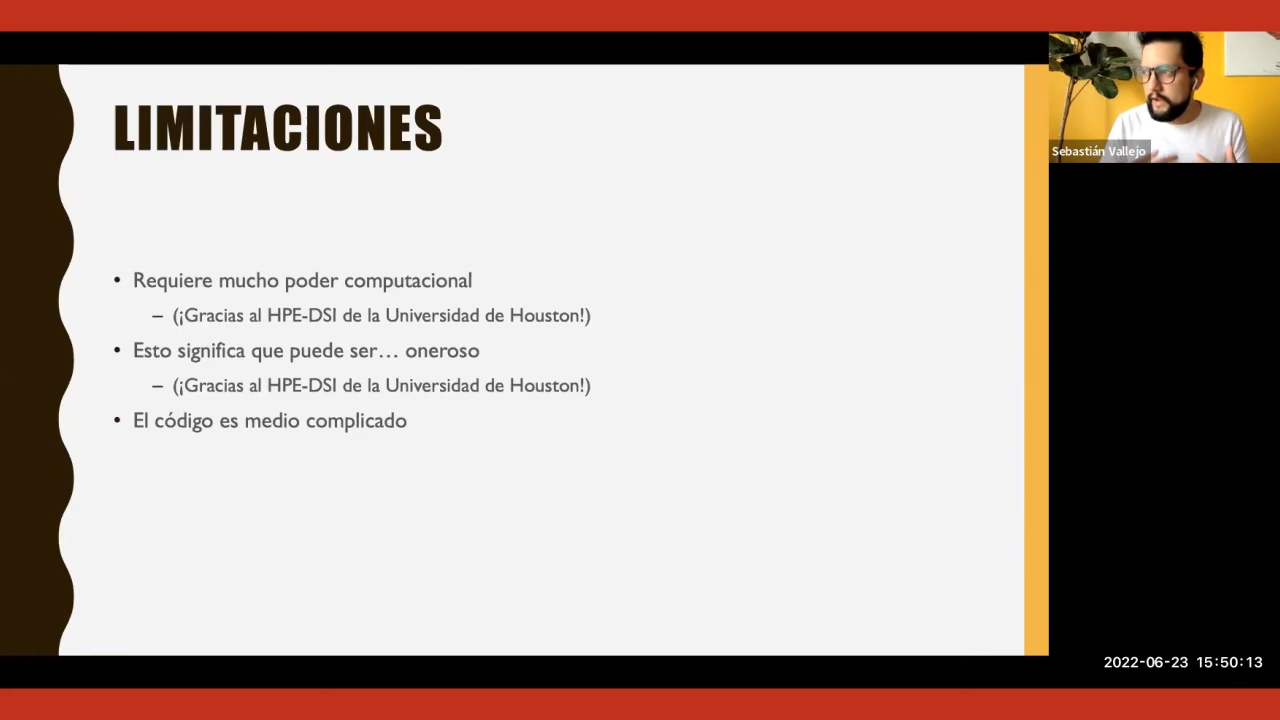 LIMITACIONES
• Requiere mucho poder computacional
– (¡Gracias al HPE-DSI de la Universidad de Houston!)
• Esto significa que puede ser… oneroso
– (¡Gracias al HPE-DSI de la Universidad de Houston!)
• El código es medio complicado
Sebastián Vallejo
2022-06-23 15:50:13